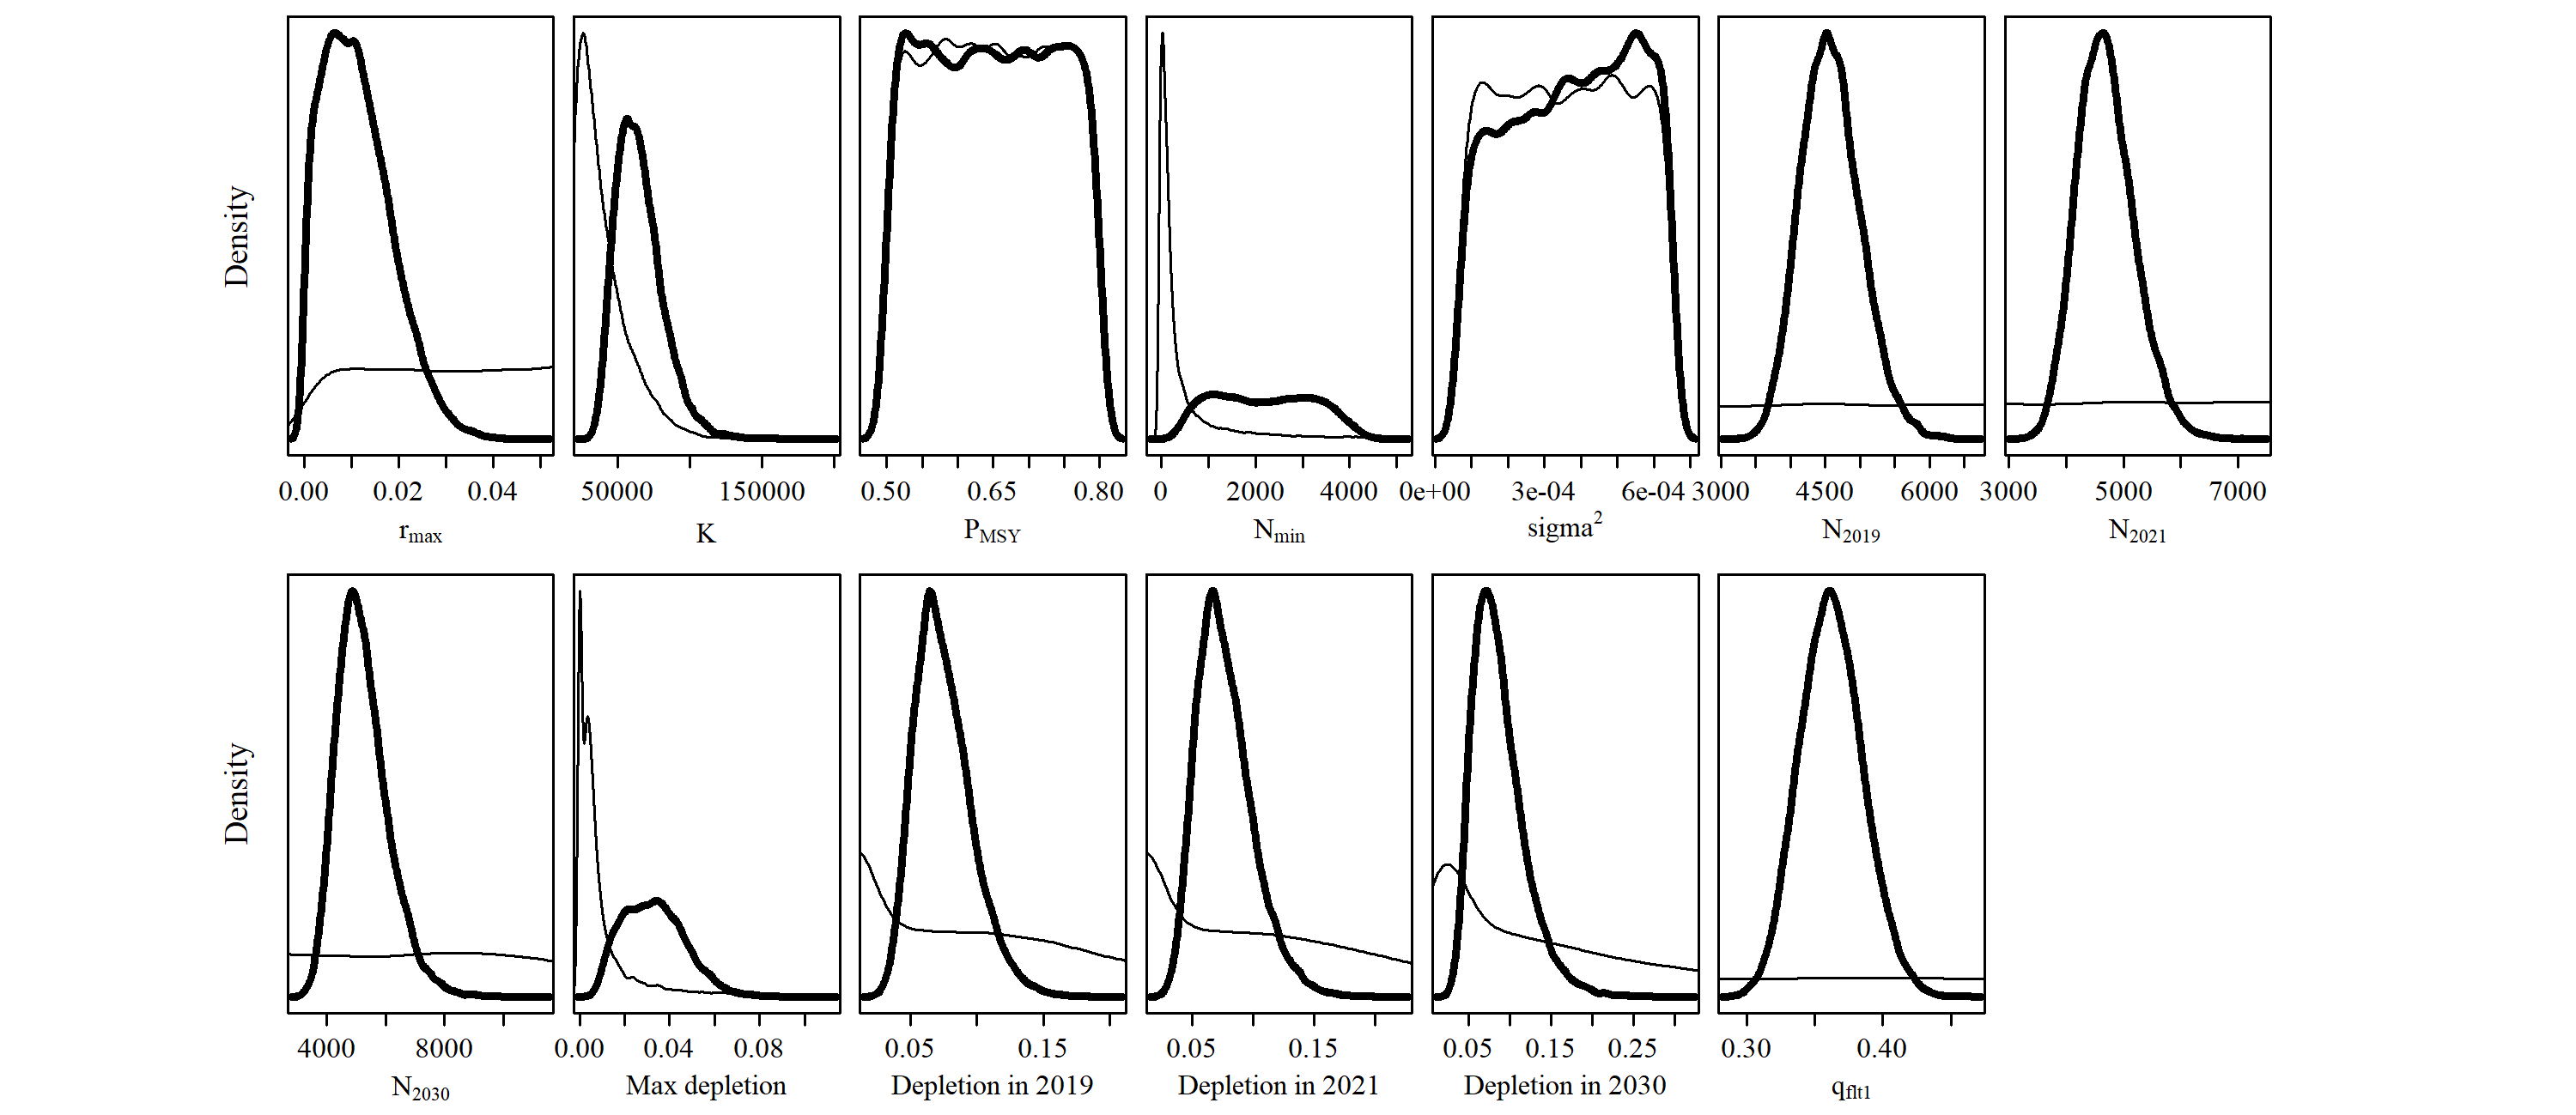 Density
0.00 0.02 0.04
r_max
50000 150000
K
0.50 0.65 0.80
P_MSY
0 2000 4000
N_min
0e+00 3e-04 6e-04
sigma²
3000 4500 6000
N_2019
3000 5000 7000
N_2021
Density
4000 8000
N_2030
0.00 0.04 0.08
Max depletion
0.05 0.15
Depletion in 2019
0.05 0.15
Depletion in 2021
0.05 0.15 0.25
Depletion in 2030
0.30 0.40
q_flt1